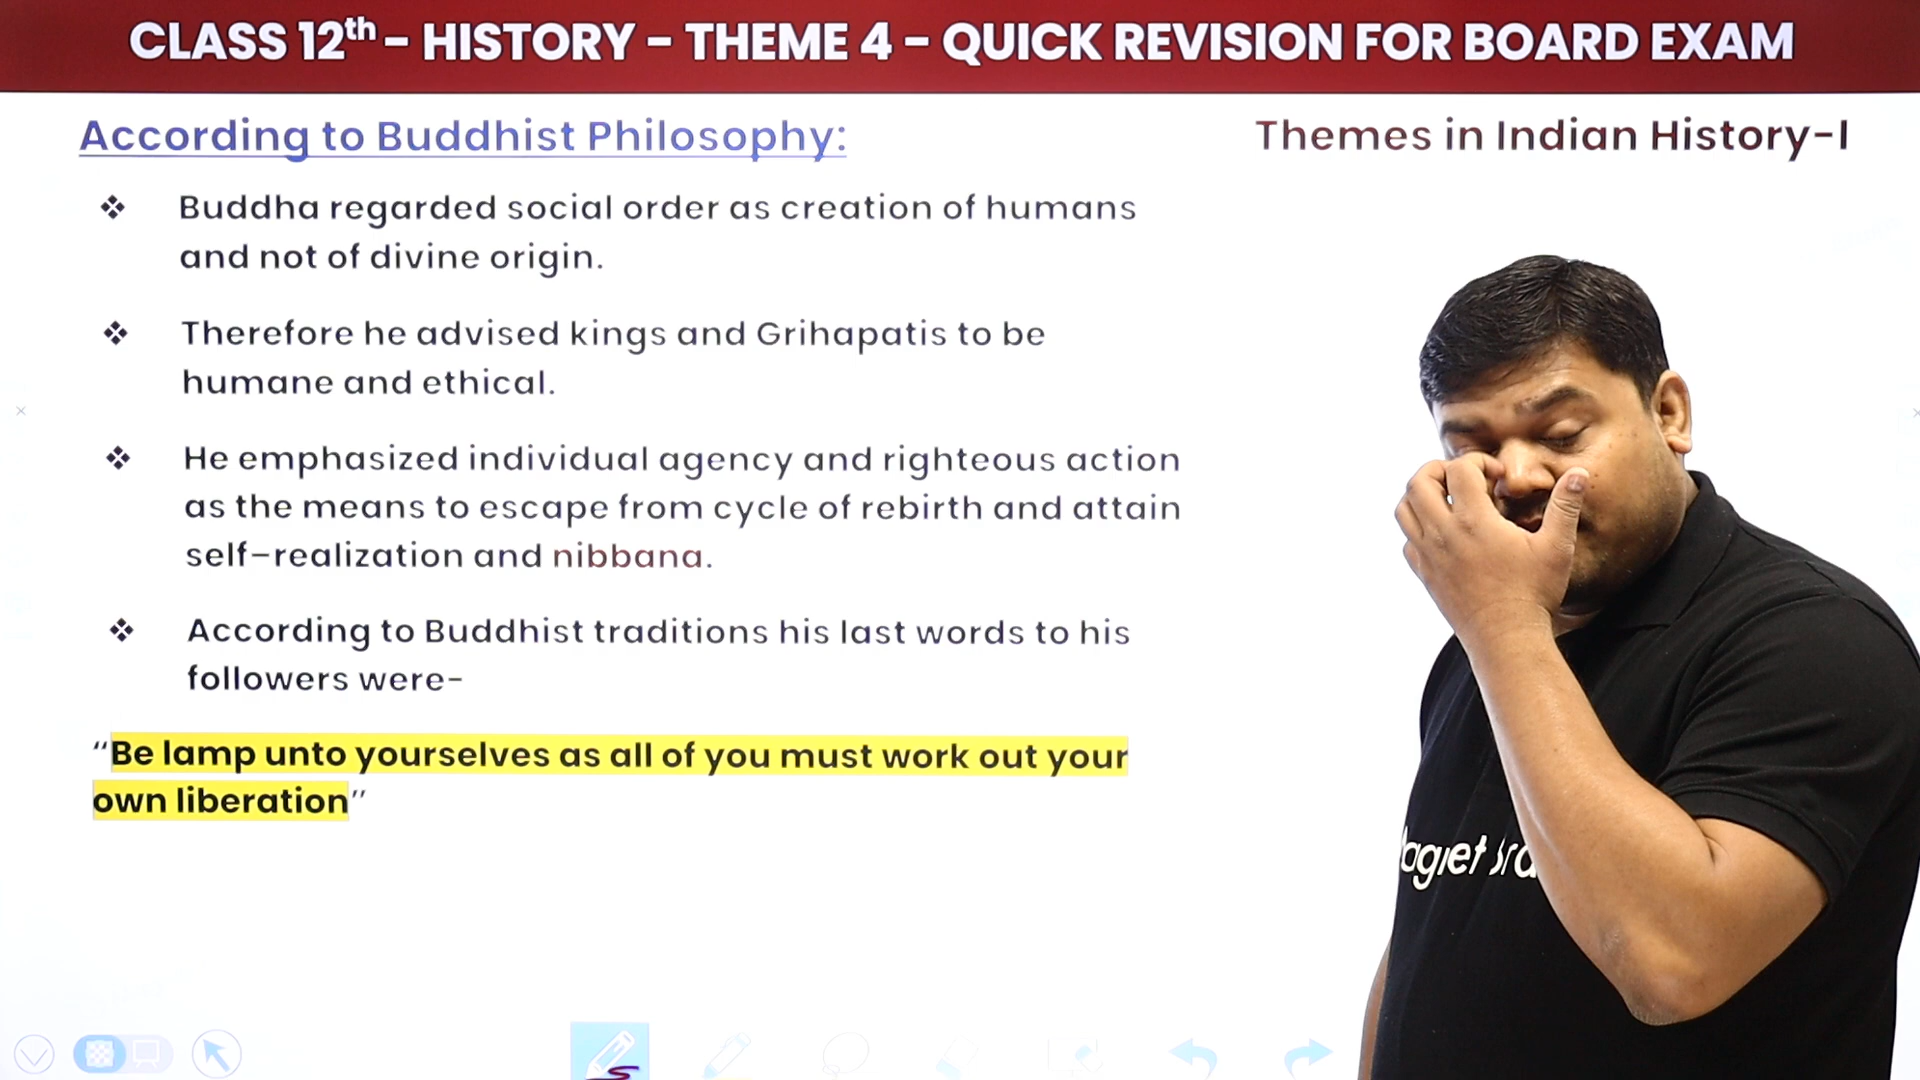 CLASS 12th - HISTORY - THEME 4 - QUICK REVISION FOR BOARD EXAM
According to Buddhist Philosophy:
Themes in Indian History-I
❖ Buddha regarded social order as creation of humans
and not of divine origin.
❖ Therefore he advised kings and Grihapatis to be
humane and ethical.
❖ He emphasized individual agency and righteous action
as the means to escape from cycle of rebirth and attain
self-realization and nibbana.
❖ According to Buddhist traditions his last words to his
followers were-
“Be lamp unto yourselves as all of you must work out your
own liberation”